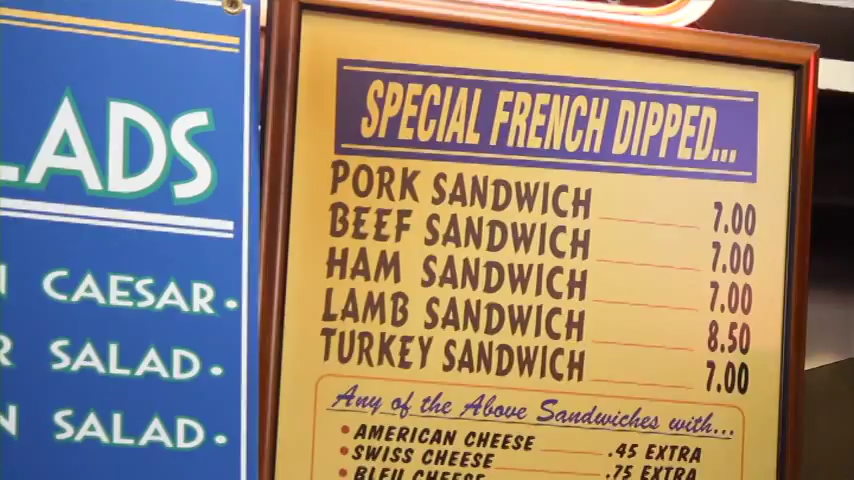 LADS
CAESAR.
SALAD.
SALAD.
SPECIAL FRENCH DIPPED...
PORK SANDWICH 7.00
BEEF SANDWICH 7.00
HAM SANDWICH 7.00
LAMB SANDWICH 8.50
TURKEY SANDWICH 7.00
Any of the Above Sandwiches with...
• AMERICAN CHEESE .45 EXTRA
• SWISS CHEESE .75 EXTRA
• BLEU CHEESE